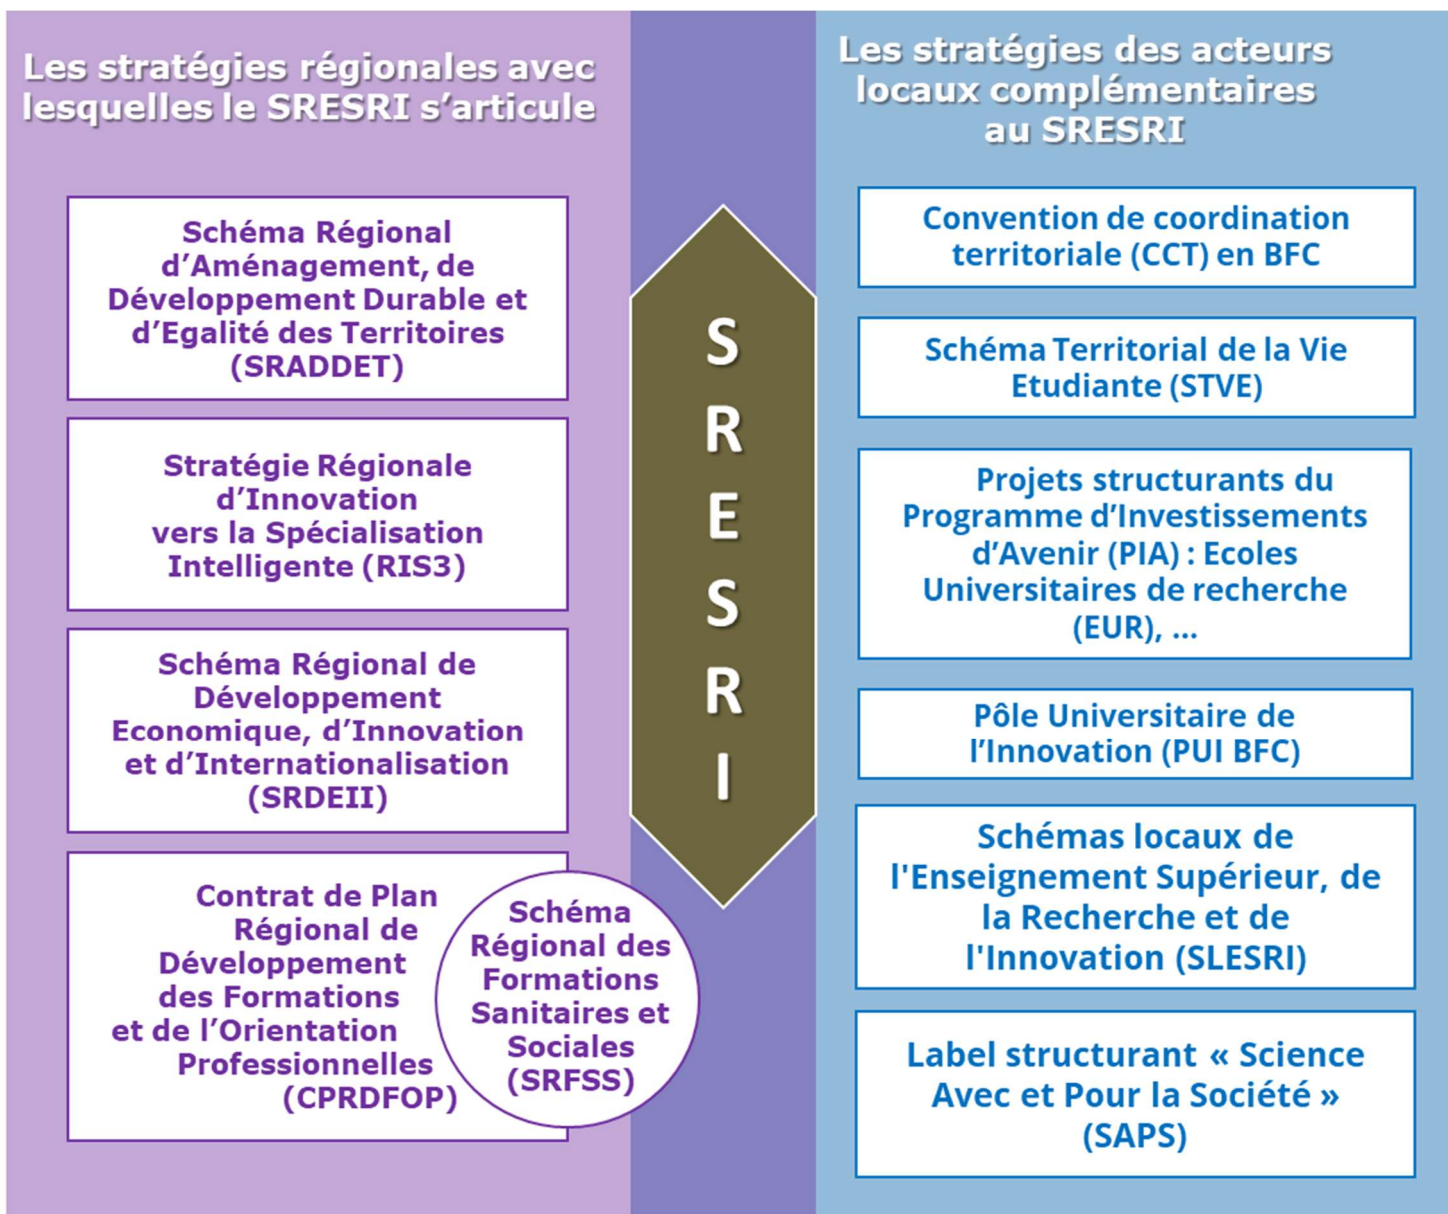 Les stratégies régionales avec
lesquelles le SRESRI s’articule
Schéma Régional
d’Aménagement, de
Développement Durable et
d’Egalité des Territoires
(SRADDET)
Stratégie Régionale
d’Innovation
vers la Spécialisation
Intelligente (RIS3)
Schéma Régional de
Développement
Economique, d’Innovation
et d’Internationalisation
(SRDEII)
Contrat de Plan
Régional de
Développement
des Formations
et de l’Orientation
Professionnelles
(CPRDFOP)
Schéma
Régional des
Formations
Sanitaires et
Sociales
(SRFSS)
S
R
E
S
R
I
Les stratégies des acteurs
locaux complémentaires
au SRESRI
Convention de coordination
territoriale (CCT) en BFC
Schéma Territorial de la Vie
Etudiante (STVE)
Projets structurants du
Programme d’Investissements
d’Avenir (PIA) : Ecoles
Universitaires de recherche
(EUR), ...
Pôle Universitaire de
l’Innovation (PUI BFC)
Schémas locaux de
l'Enseignement Supérieur, de
la Recherche et de
l'Innovation (SLESRI)
Label structurant « Science
Avec et Pour la Société »
(SAPS)